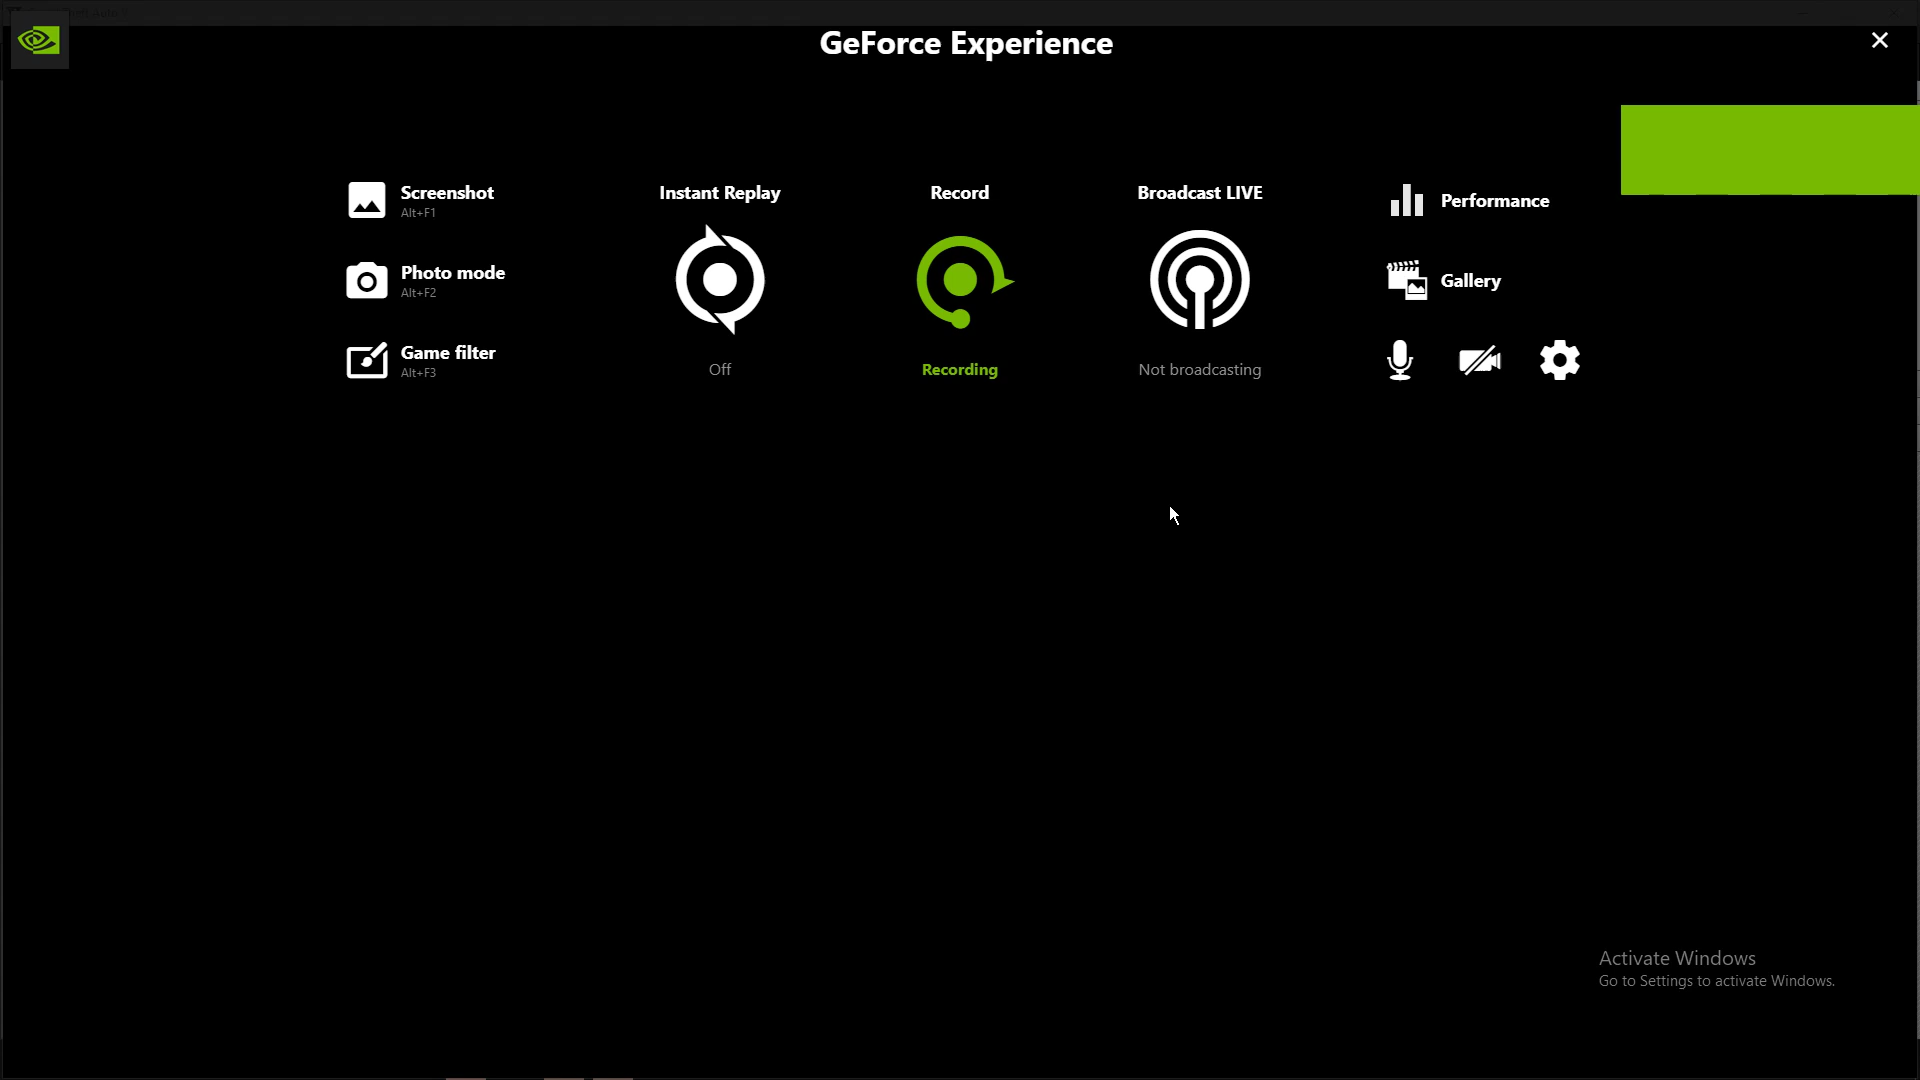 GeForce Experience
Screenshot
Alt+F1
Photo mode
Alt+F2
Game filter
Alt+F3
Instant Replay
Off
Record
Recording
Broadcast LIVE
Not broadcasting
Performance
Gallery
Activate Windows
Go to Settings to activate Windows.